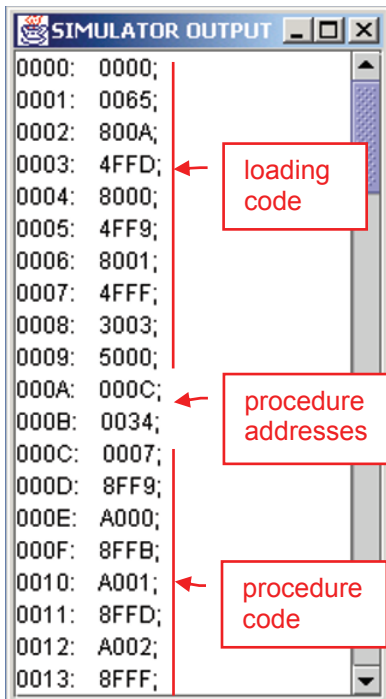 SIMULATOR OUTPUT
0000: 0000;
0001: 0065;
0002: 800A;
0003: 4FFD;
0004: 8000;
0005: 4FF9;
0006: 8001;
0007: 4FFF;
0008: 3003;
0009: 5000;
000A: 000C;
000B: 0034;
000C: 0007;
000D: 8FF9;
000E: A000;
000F: 8FFB;
0010: A001;
0011: 8FFD;
0012: A002;
0013: 8FFF;
loading
code
procedure
addresses
procedure
code